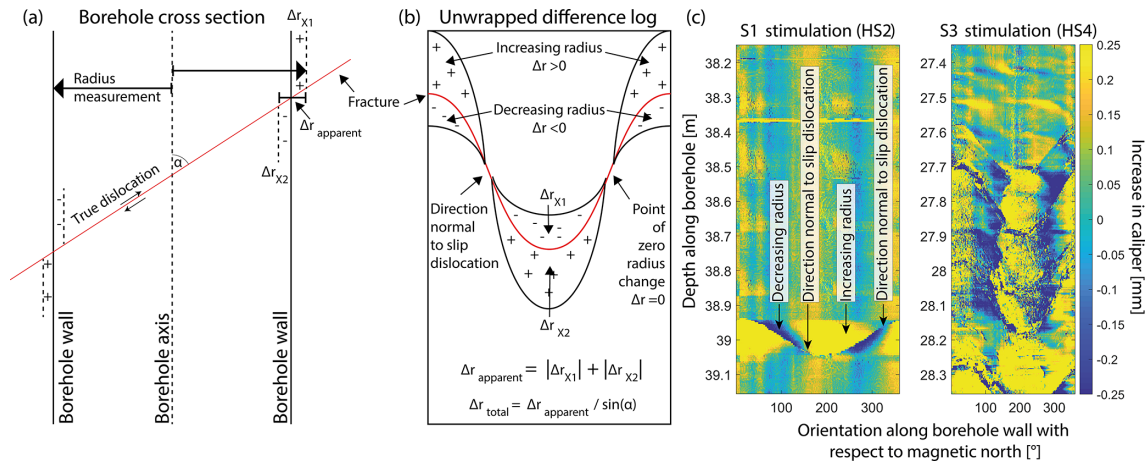 (a)
Borehole cross section
Δr X1
+
+
Radius
measurement
Fracture
-
-
Δr apparent
α
Δr X2
True dislocation
-
-
+
+
Borehole wall
Borehole axis
Borehole wall
(b)
Unwrapped difference log
+ +
+ Increasing radius +
+ Δr >0 +
- Decreasing radius -
- - Δr <0 - -
Δr X1
- - - -
- -
+ +
+ +
+ +
+ +
Direction
normal
to slip
dislocation
Point
of
zero
radius
change
Δr =0
Δr X2
Δr apparent = |Δr X1| + |Δr X2|
Δr total = Δr apparent / sin(α)
(c)
S1 stimulation (HS2)
S3 stimulation (HS4)
Depth along borehole [m]
38.2
38.3
38.4
38.5
38.6
38.7
38.8
38.9
39
39.1
Decreasing radius
Direction normal to slip dislocation
Increasing radius
Direction normal to slip dislocation
100 200 300
27.4
27.5
27.6
27.7
27.8
27.9
28
28.1
28.2
28.3
100 200 300
0.25
0.20
0.15
0.10
0.05
0
-0.05
-0.10
-0.15
-0.20
-0.25
Increase in caliper [mm]
Orientation along borehole wall with
respect to magnetic north [°]